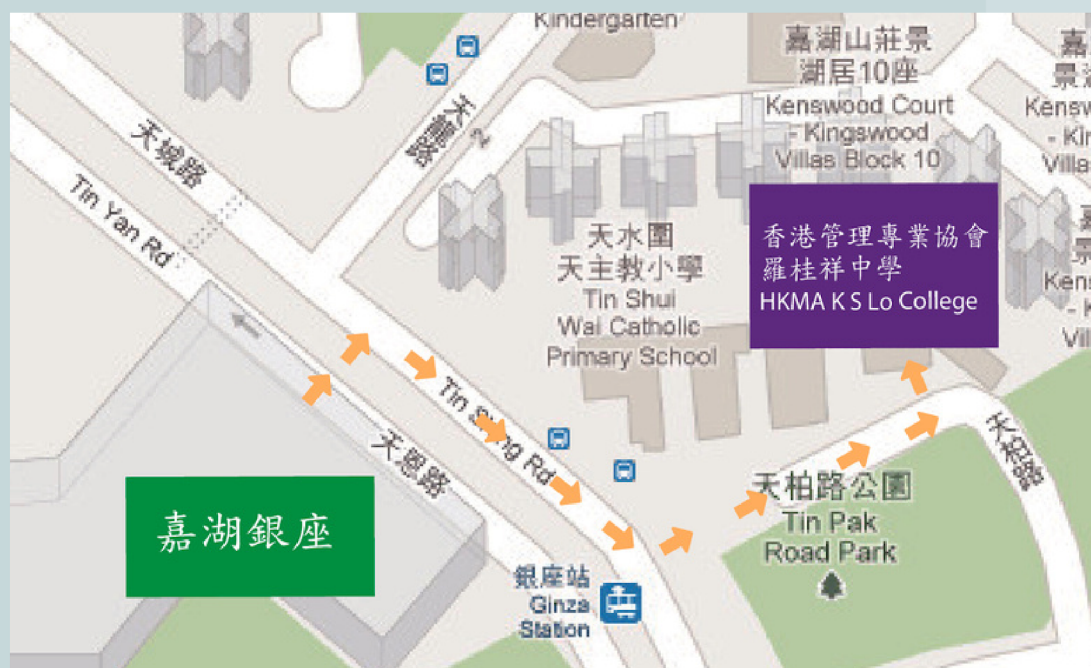 Kindergarten
嘉湖山莊景
湖居10座
Kenswood Court
- Kingswood
Villas Block 10
天龍路
天城路
Tin Yan Rd
天水圍
天主教小學
Tin Shui
Wai Catholic
Primary School
香港管理專業協會
羅桂祥中學
HKMA K S Lo College
Tin Shing Rd
天恩路
天柏路
嘉湖銀座
天柏路公園
Tin Pak
Road Park
銀座站
Ginza
Station